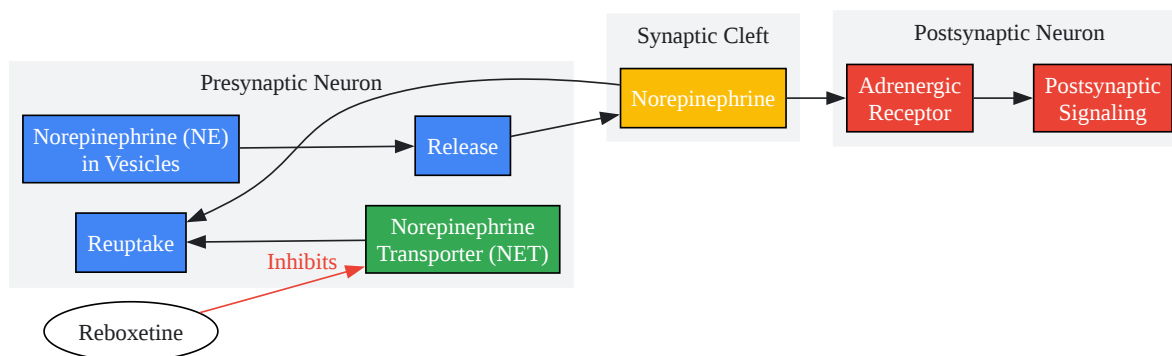 Synaptic Cleft
Postsynaptic Neuron
Presynaptic Neuron
Norepinephrine (NE)
in Vesicles
Release
Norepinephrine
Adrenergic
Receptor
Postsynaptic
Signaling
Reuptake
Norepinephrine
Transporter (NET)
Inhibits
Reboxetine